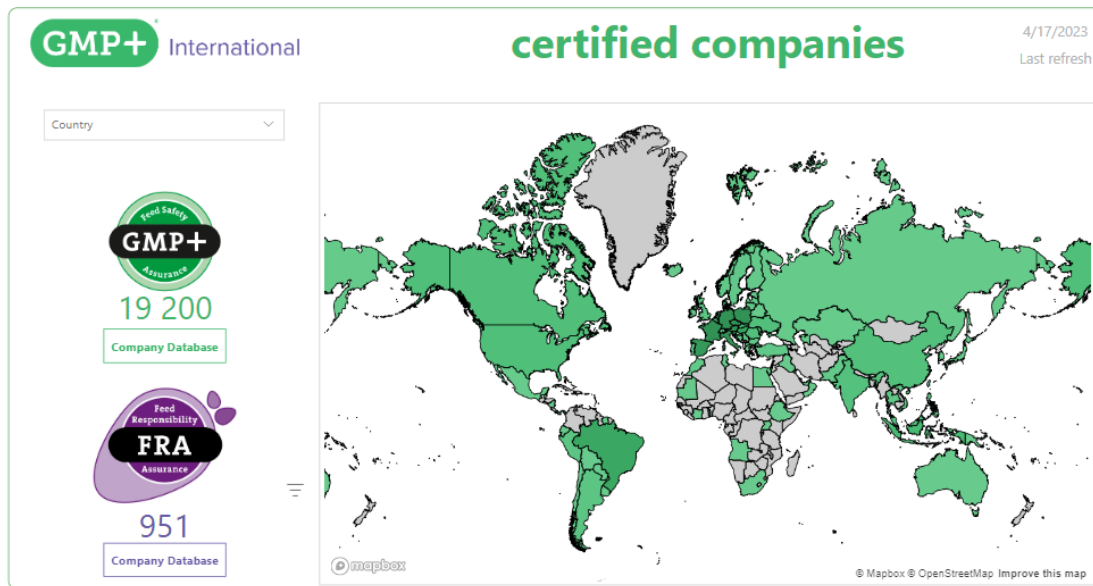 GMP+ International
certified companies
4/17/2023
Last refresh
Country
Feed Safety
GMP+
Assurance
19 200
Company Database
Feed
Responsibility
FRA
Assurance
951
Company Database
mapbox
© Mapbox © OpenStreetMap Improve this map